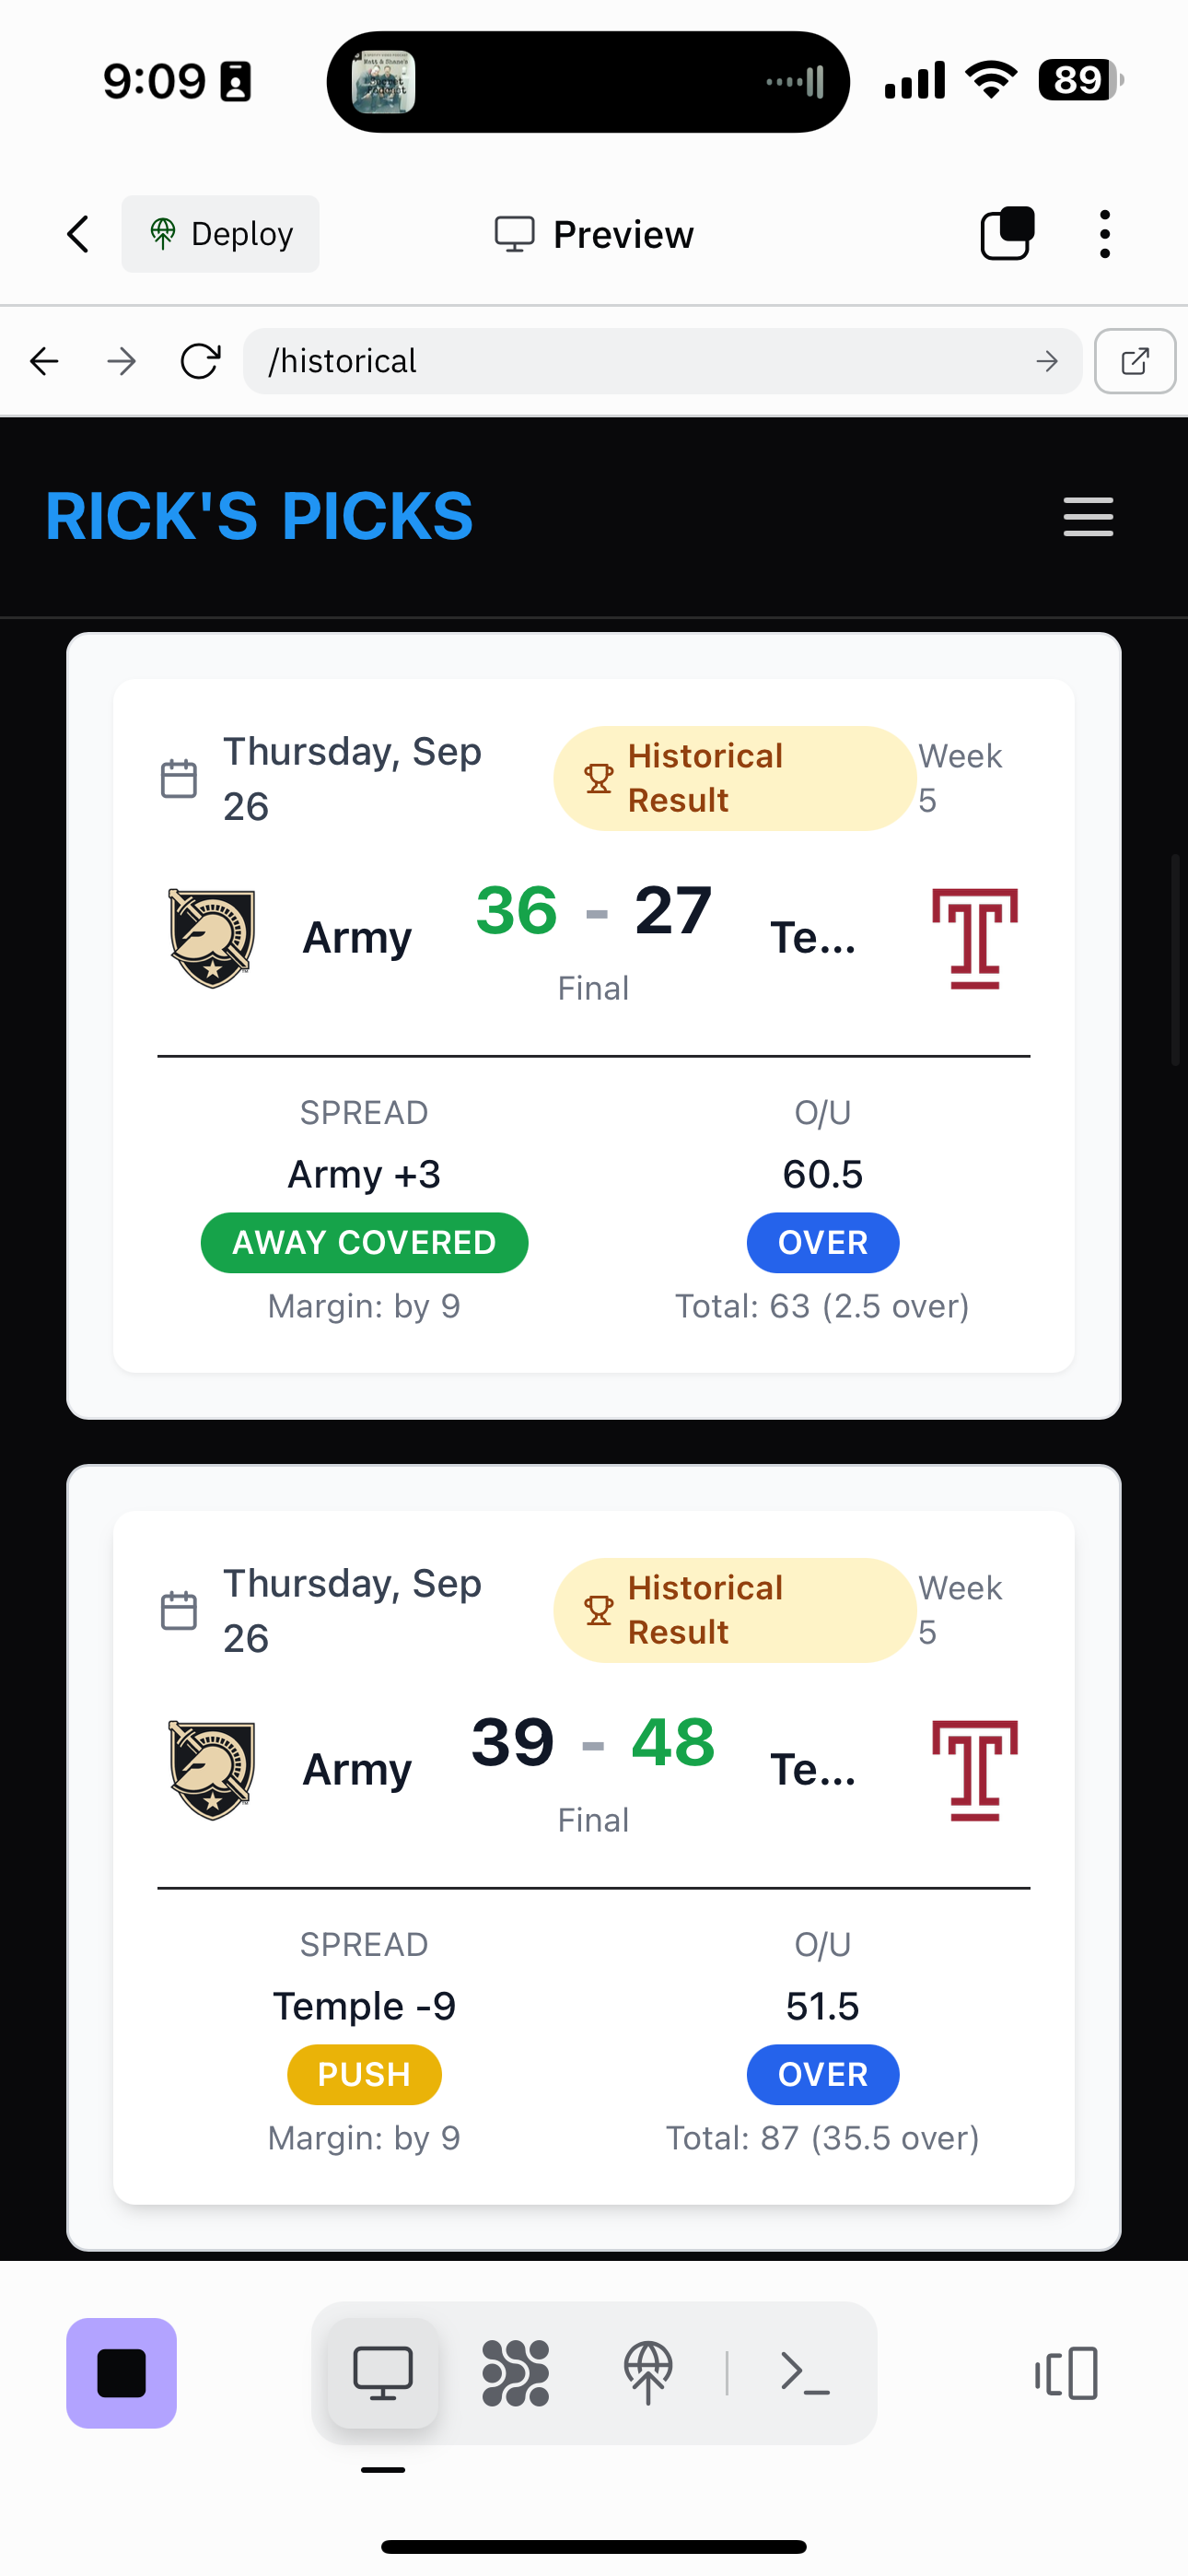 9:09
89
Deploy
Preview
/historical
RICK'S PICKS
Thursday, Sep
26
Historical
Result
Week
5
Army
36 - 27
Te...
Final
SPREAD
O/U
Army +3
60.5
AWAY COVERED
OVER
Margin: by 9
Total: 63 (2.5 over)
Thursday, Sep
26
Historical
Result
Week
5
Army
39 - 48
Te...
Final
SPREAD
O/U
Temple -9
51.5
PUSH
OVER
Margin: by 9
Total: 87 (35.5 over)